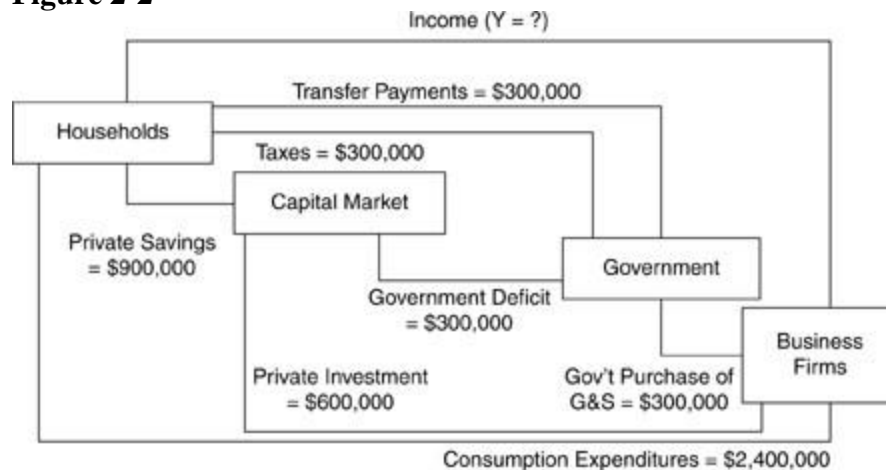 Figure 2-2
Income (Y = ?)
Transfer Payments = $300,000
Households
Taxes = $300,000
Capital Market
Private Savings
= $900,000
Government
Government Deficit
= $300,000
Business
Firms
Private Investment
= $600,000
Gov't Purchase of
G&S = $300,000
Consumption Expenditures = $2,400,000